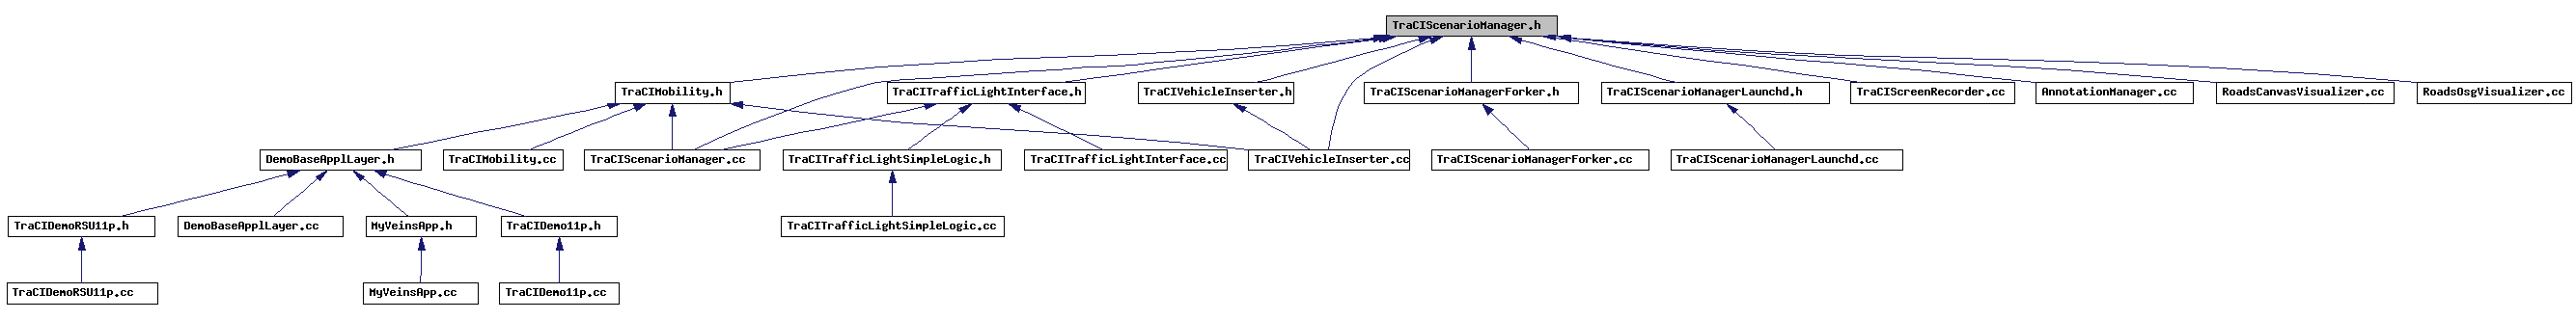 TraCIScenarioManager.h
TraCIMobility.h
TraCITrafficLightInterface.h
TraCIVehicleInserter.h
TraCIScenarioManagerForker.h
TraCIScenarioManagerLaunchd.h
TraCIScreenRecorder.cc
AnnotationManager.cc
RoadsCanvasVisualizer.cc
RoadsOsgVisualizer.cc
DemoBaseApplLayer.h
TraCIMobility.cc
TraCIScenarioManager.cc
TraCITrafficLightSimpleLogic.h
TraCITrafficLightInterface.cc
TraCIVehicleInserter.cc
TraCIScenarioManagerForker.cc
TraCIScenarioManagerLaunchd.cc
TraCIDemoRSU11p.h
DemoBaseApplLayer.cc
MyVeinsApp.h
TraCIDemo11p.h
TraCITrafficLightSimpleLogic.cc
TraCIDemoRSU11p.cc
MyVeinsApp.cc
TraCIDemo11p.cc